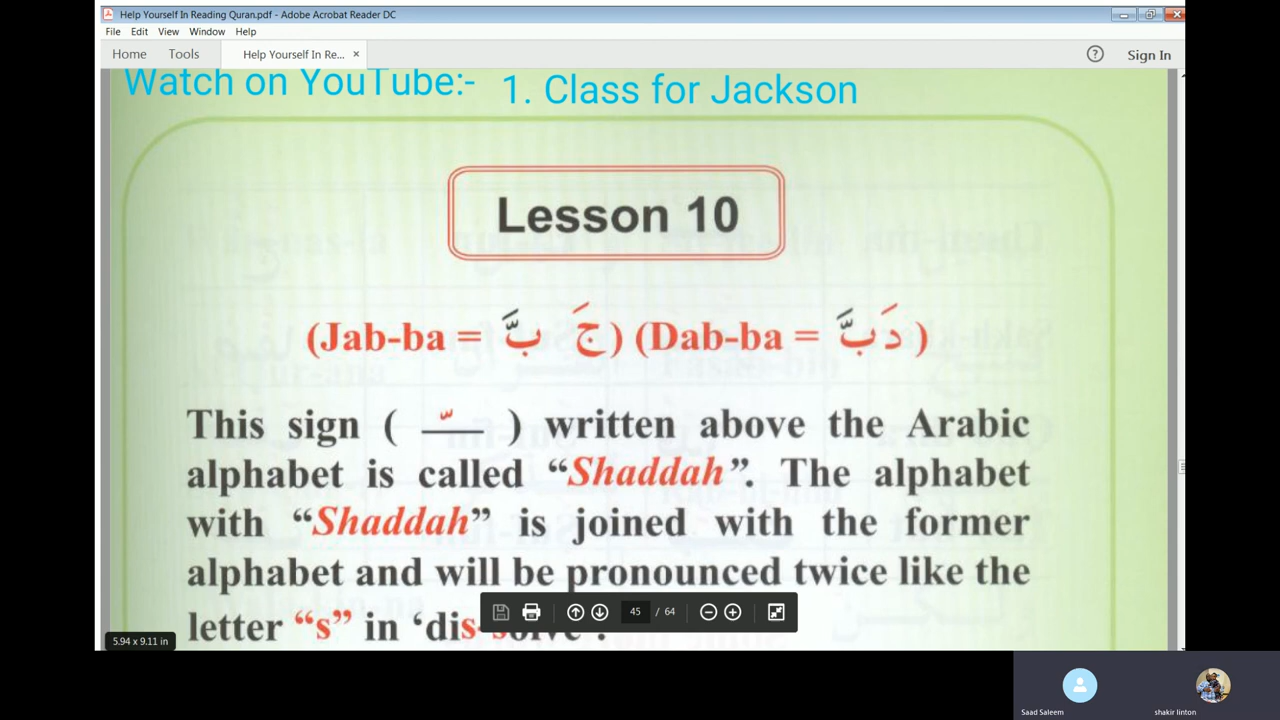 Help Yourself In Reading Quran.pdf - Adobe Acrobat Reader DC
File Edit View Window Help
Home Tools Help Yourself In Re... × Sign In
Watch on YouTube:- 1. Class for Jackson
Lesson 10
(Jab-ba = جَ بَّ) (Dab-ba = دَ بَّ)
This sign ( ــّـ ) written above the Arabic
alphabet is called “Shaddah”. The alphabet
with “Shaddah” is joined with the former
alphabet and will be pronounced twice like the
letter “s” in ‘dis-solve’.
45 / 64
5.94 x 9.11 in
Saad Saleem shakir linton